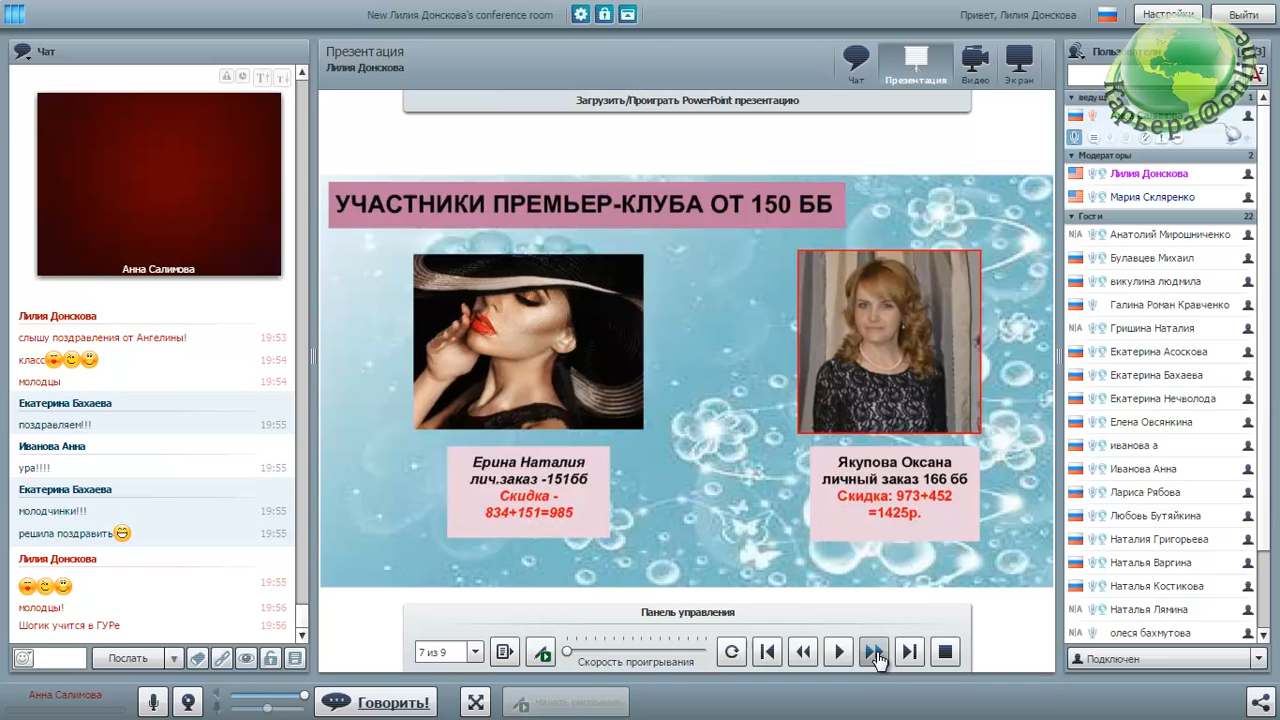 New Лилия Донскова's conference room
Привет, Лилия Донскова
Настройки
Выйти
Чат
Анна Салимова
Лилия Донскова
слышу поздравления от Ангелины! 19:53
класс 19:54
молодцы 19:54
Екатерина Бахаева
поздравляем!!! 19:55
Иванова Анна
ура!!!! 19:55
Екатерина Бахаева
молодчинки!!! 19:55
решила поздравить 19:55
Лилия Донскова
19:55
молодцы! 19:56
Шогик учится в ГУРе 19:56
Послать
Презентация
Лилия Донскова
Чат
Презентация
Видео
Экран
Загрузить/Проиграть PowerPoint презентацию
УЧАСТНИКИ ПРЕМЬЕР-КЛУБА ОТ 150 ББ
Ерина Наталия
лич.заказ -151бб
Скидка -
834+151=985
Якупова Оксана
личный заказ 166 бб
Скидка: 973+452
=1425р.
Панель управления
7 из 9
Скорость проигрывания
карьера@online
Модераторы 2
Лилия Донскова
Мария Скляренко
Гости 22
N/A Анатолий Мирошниченко
Булавцев Михаил
викулина людмила
Галина Роман Кравченко
N/A Гришина Наталия
Екатерина Асоскова
Екатерина Бахаева
Екатерина Нечволода
Елена Овсянкина
иванова а
Иванова Анна
Лариса Рябова
Любовь Бутяйкина
Наталия Григорьева
Наталья Варгина
Наталья Костикова
N/A Наталья Лямина
N/A олеся бахмутова
Подключен
Анна Салимова
Говорить!